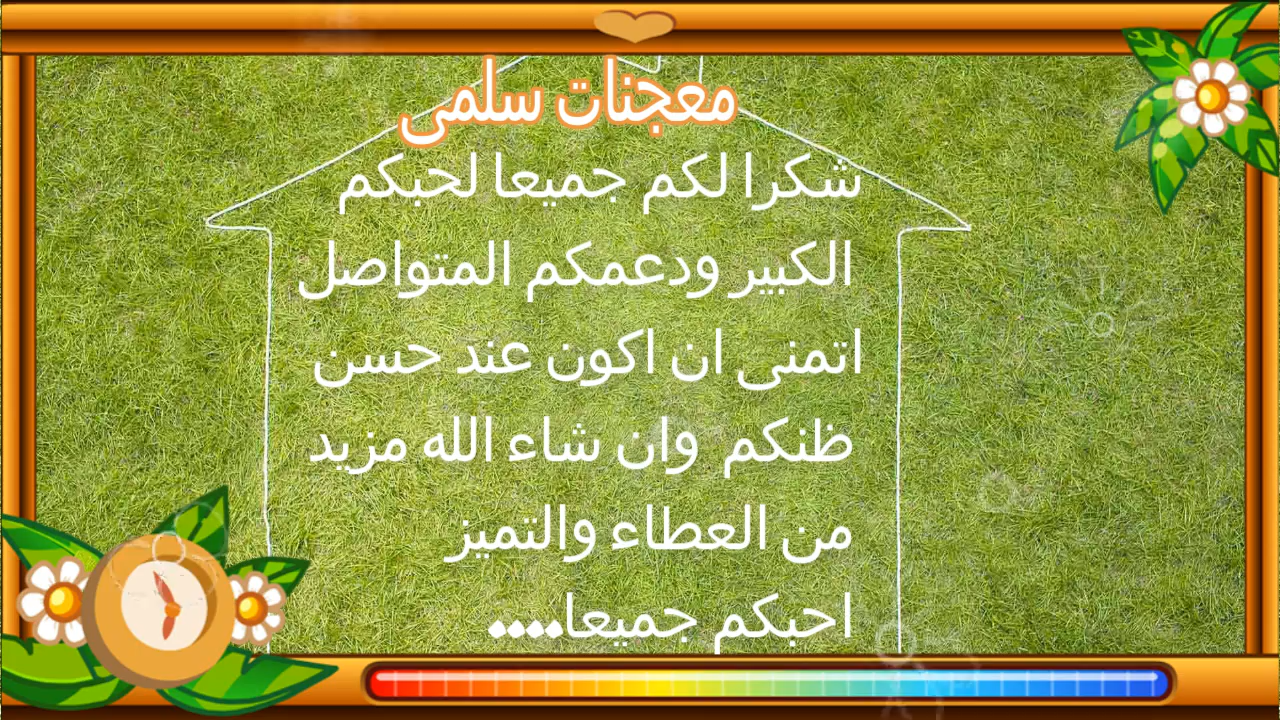 معجنات سلمى
شكرا لكم جميعا لحبكم
الكبير ودعمكم المتواصل
اتمنى ان اكون عند حسن
ظنكم وان شاء الله مزيد
من العطاء والتميز
احبكم جميعا....